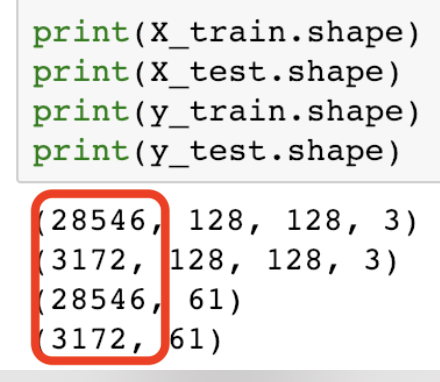 print(X_train.shape)
print(X_test.shape)
print(y_train.shape)
print(y_test.shape)
(28546, 128, 128, 3)
(3172, 128, 128, 3)
(28546, 61)
(3172, 61)